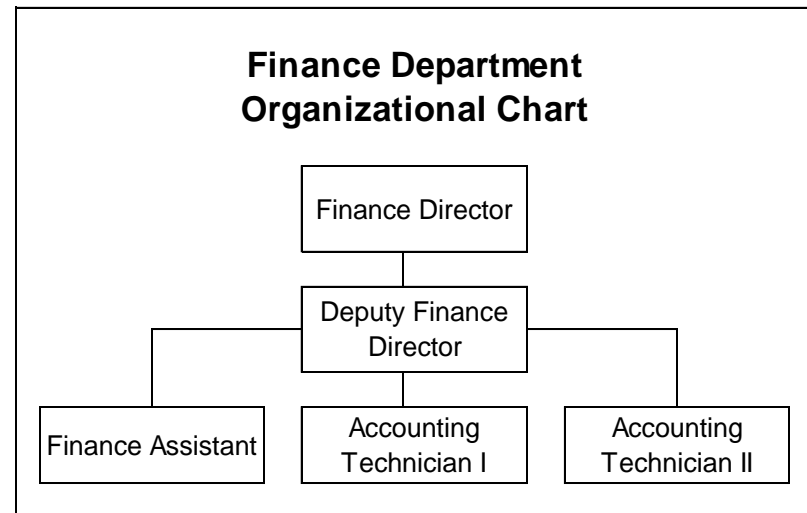 Finance Department
Organizational Chart
Finance Director
Deputy Finance
Director
Finance Assistant
Accounting
Technician I
Accounting
Technician II